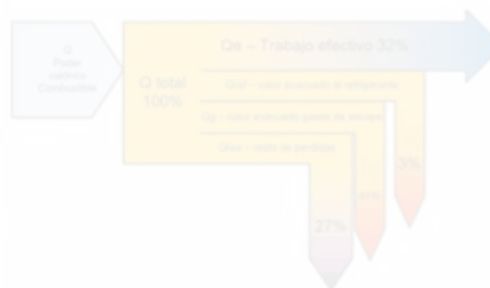 Q
Poder
calórico
Combustible
Q total
100%
Qe – Trabajo efectivo 32%
Qref – calor evacuado al refrigerante
Qg – calor evacuado gases de escape
Qres – resto de pérdidas
27%
3%